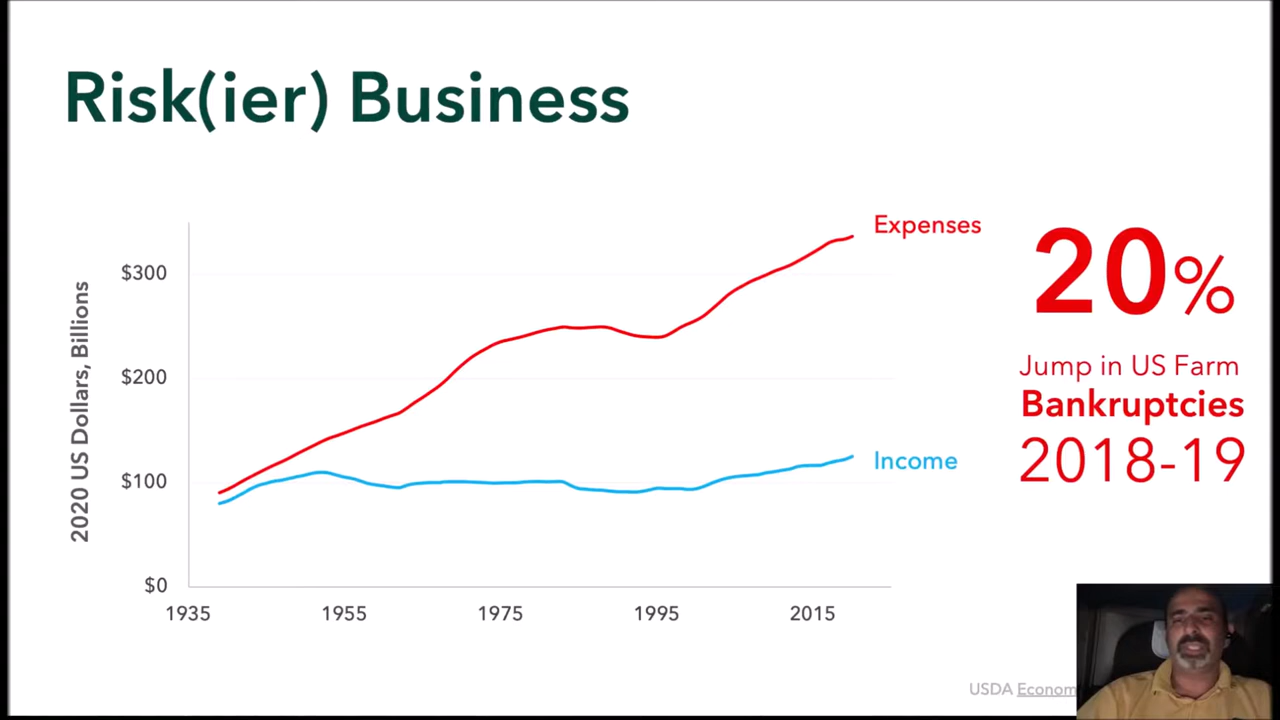 Risk(ier) Business
2020 US Dollars, Billions
$300
$200
$100
$0
1935 1955 1975 1995 2015
Expenses
Income
20%
Jump in US Farm
Bankruptcies
2018-19
USDA